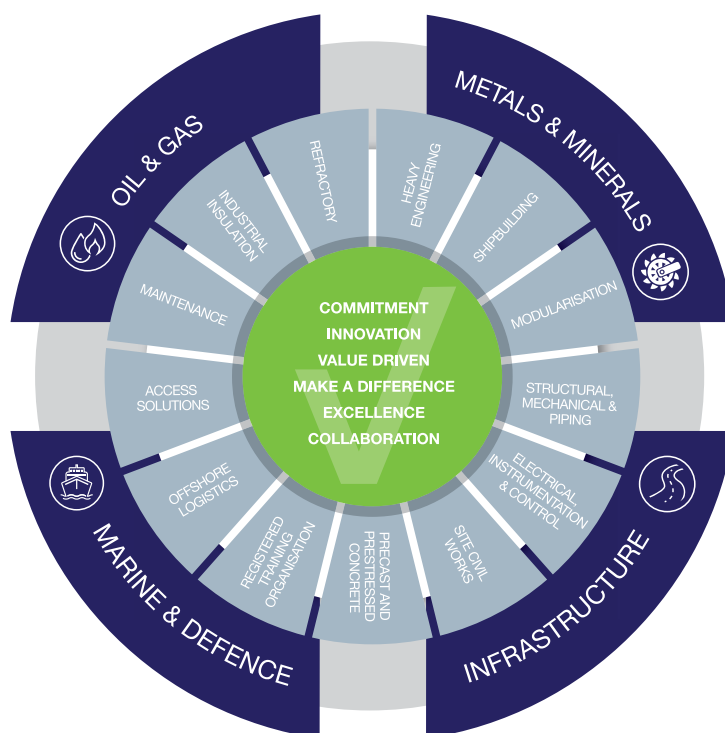 OIL & GAS
METALS & MINERALS
INFRASTRUCTURE
MARINE & DEFENCE
REFRACTORY
HEAVY
ENGINEERING
SHIPBUILDING
MODULARISATION
STRUCTURAL,
MECHANICAL &
PIPING
ELECTRICAL,
INSTRUMENTATION
& CONTROL
SITE CIVIL
WORKS
PRECAST AND
PRESTRESSED
CONCRETE
REGISTERED
TRAINING
ORGANISATION
OFFSHORE
LOGISTICS
ACCESS
SOLUTIONS
MAINTENANCE
INDUSTRIAL
INSULATION
COMMITMENT
INNOVATION
VALUE DRIVEN
MAKE A DIFFERENCE
EXCELLENCE
COLLABORATION